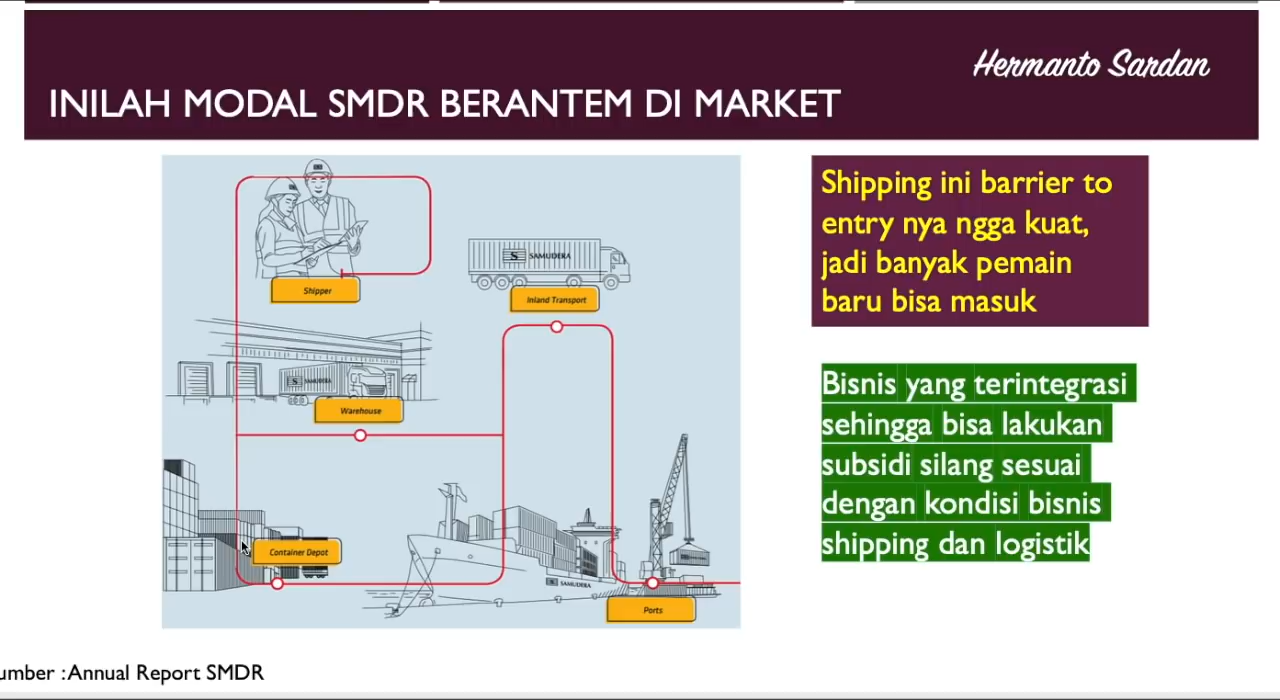 Hermanto Sardan
INILAH MODAL SMDR BERANTEM DI MARKET
Shipper
SAMUDERA
Inland Transport
SAMUDERA
Warehouse
Container Depot
SAMUDERA
Ports
Shipping ini barrier to
entry nya ngga kuat,
jadi banyak pemain
baru bisa masuk
Bisnis yang terintegrasi
sehingga bisa lakukan
subsidi silang sesuai
dengan kondisi bisnis
shipping dan logistik
umber :Annual Report SMDR